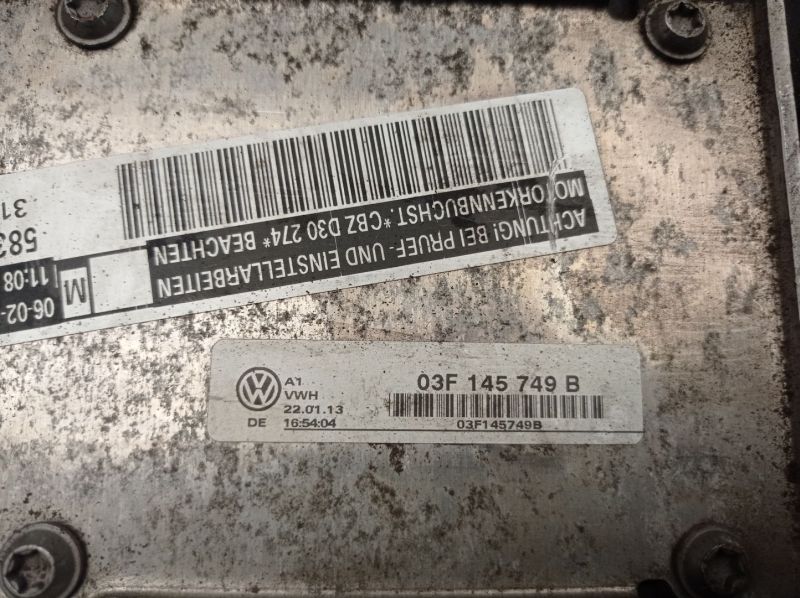 ACHTUNG! BEI PRUEF- UND EINSTELLARBEITEN
MOTORKENNBUCHST.*CBZ D30 274* BEACHTEN
M
06-02-
11:08
583
31
A1
VWH
22.01.13
DE 16:54:04
03F 145 749 B
03F145749B